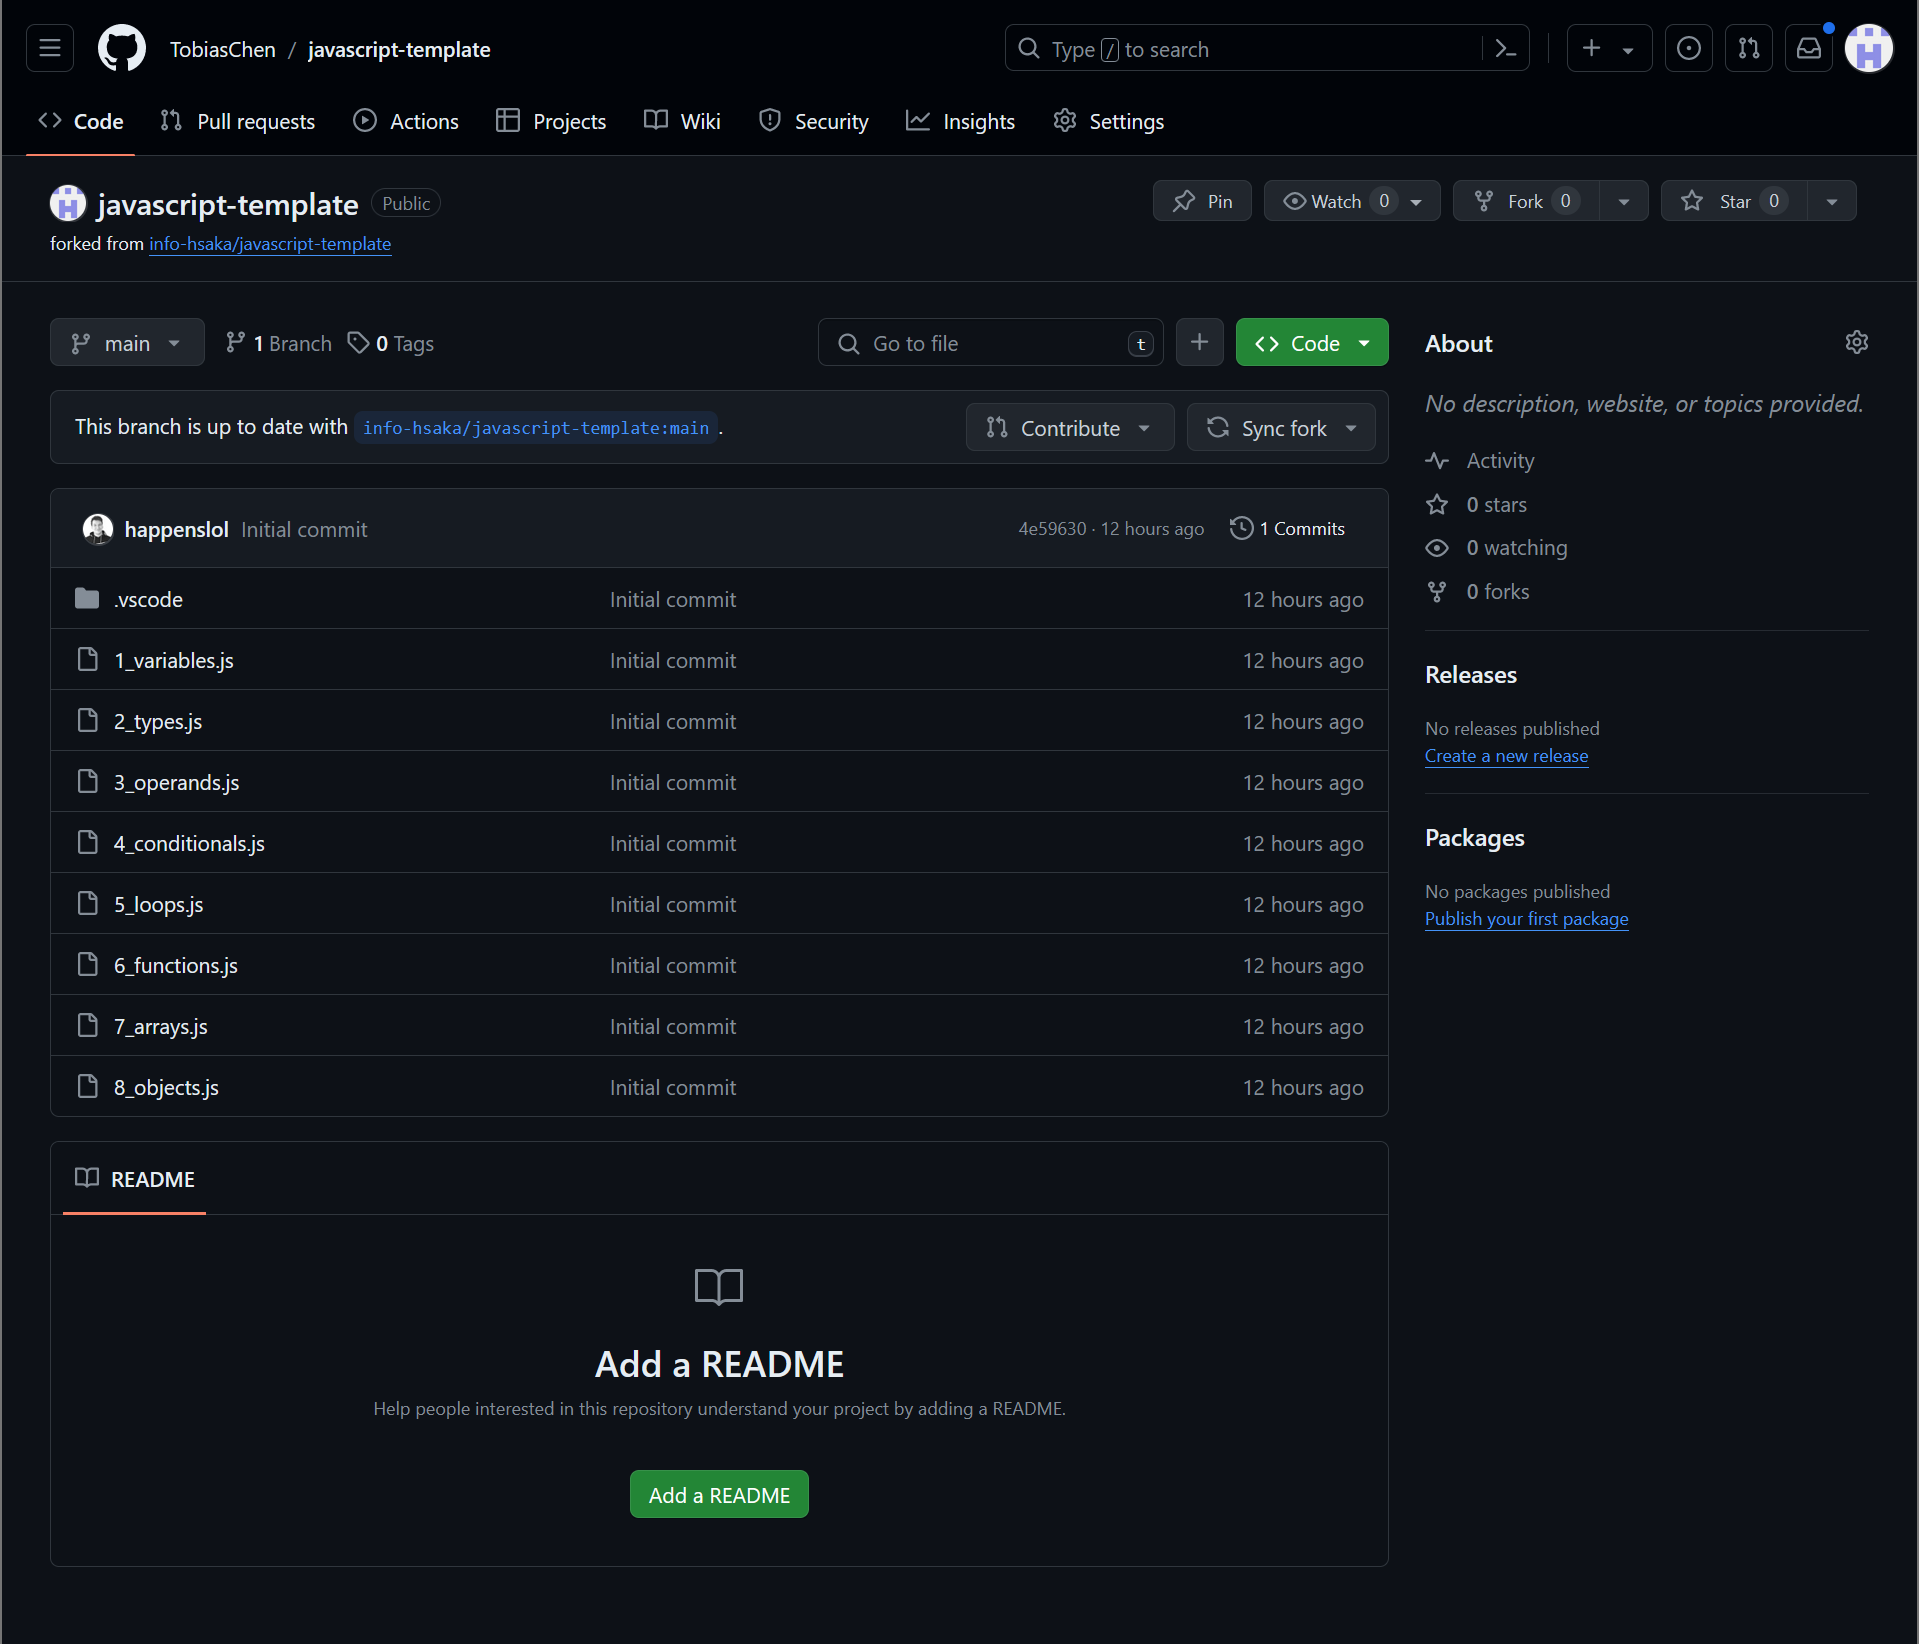 TobiasChen / javascript-template
Type / to search
Code Pull requests Actions Projects Wiki Security Insights Settings
javascript-template Public
Pin Watch 0 Fork 0 Star 0
forked from info-hsaka/javascript-template
main 1 Branch 0 Tags
Go to file t
Code
This branch is up to date with info-hsaka/javascript-template:main .
Contribute Sync fork
happenslol Initial commit 4e59630 · 12 hours ago 1 Commits
.vscode Initial commit 12 hours ago
1_variables.js Initial commit 12 hours ago
2_types.js Initial commit 12 hours ago
3_operands.js Initial commit 12 hours ago
4_conditionals.js Initial commit 12 hours ago
5_loops.js Initial commit 12 hours ago
6_functions.js Initial commit 12 hours ago
7_arrays.js Initial commit 12 hours ago
8_objects.js Initial commit 12 hours ago
README
Add a README
Help people interested in this repository understand your project by adding a README.
Add a README
About
No description, website, or topics provided.
Activity
0 stars
0 watching
0 forks
Releases
No releases published
Create a new release
Packages
No packages published
Publish your first package